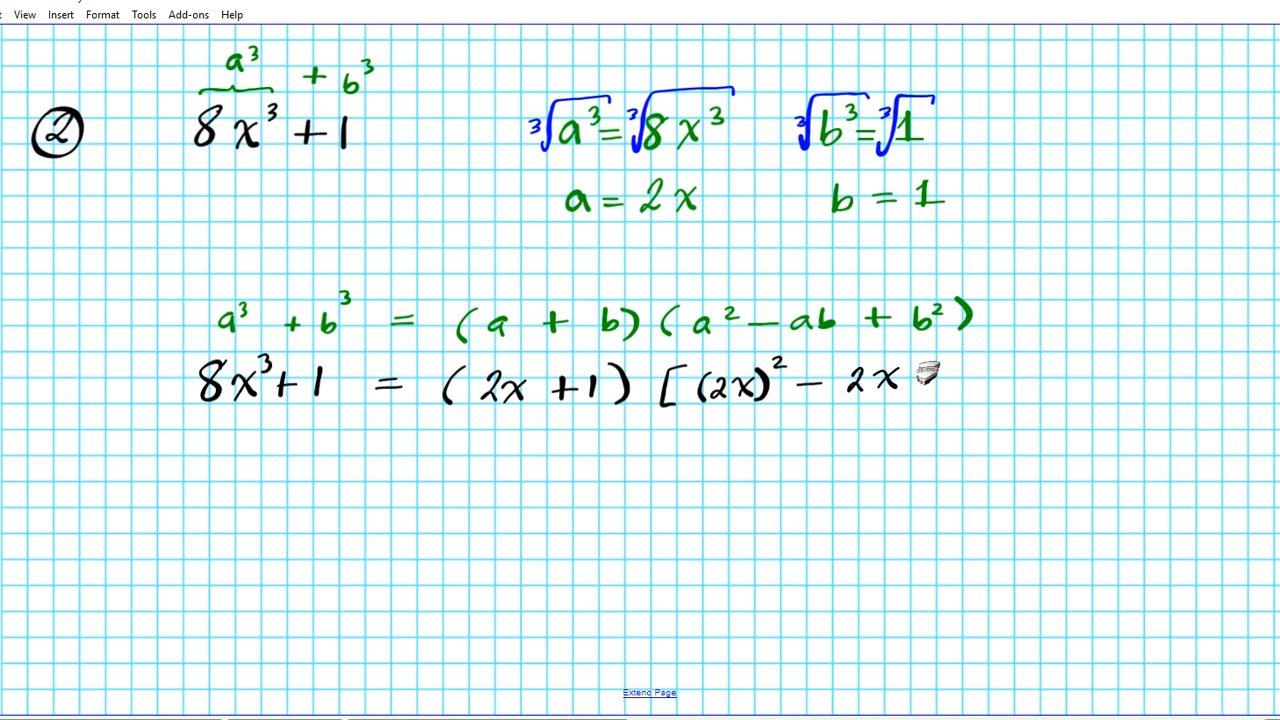 View Insert Format Tools Add-ons Help
a³ + b³
② 8x³ + 1
∛a³ = ∛8x³ ∛b³ = ∛1
a = 2x b = 1
a³ + b³ = (a + b) (a² − ab + b²)
8x³ + 1 = (2x + 1) [(2x)² − 2x
Extend Page